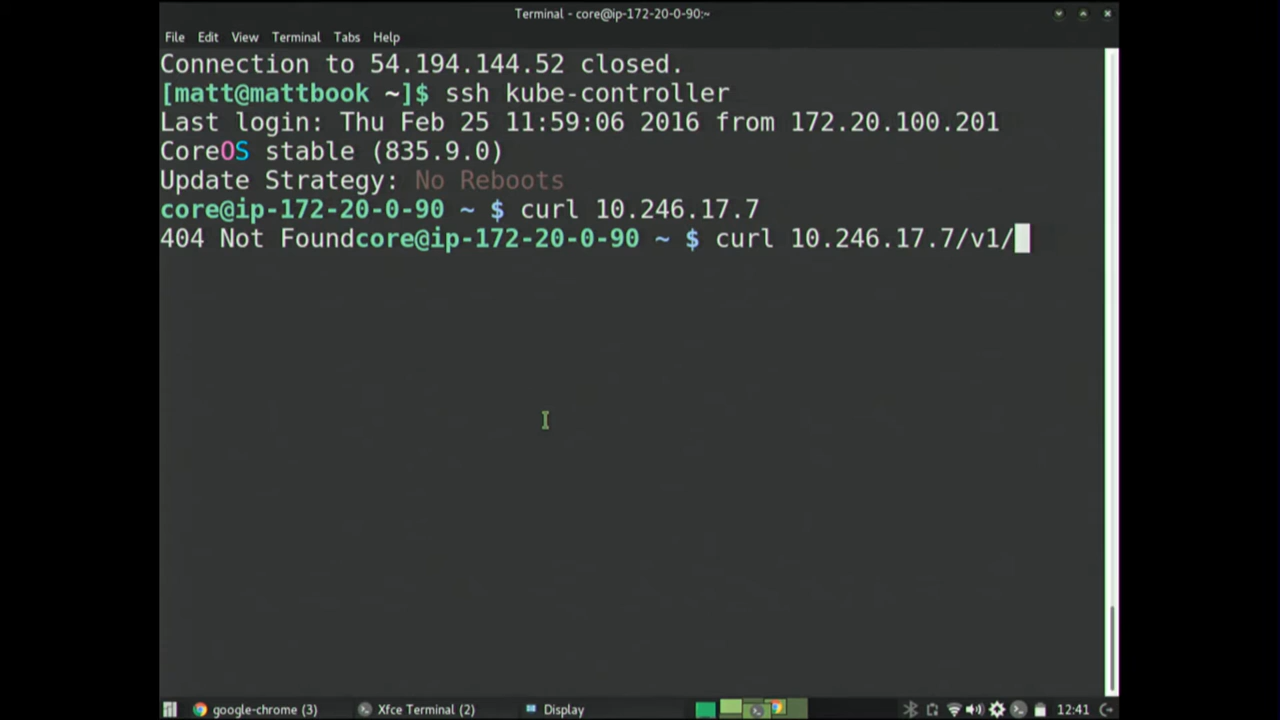 Terminal - core@ip-172-20-0-90:~
File Edit View Terminal Tabs Help
Connection to 54.194.144.52 closed.
[matt@mattbook ~]$ ssh kube-controller
Last login: Thu Feb 25 11:59:06 2016 from 172.20.100.201
CoreOS stable (835.9.0)
Update Strategy: No Reboots
core@ip-172-20-0-90 ~ $ curl 10.246.17.7
404 Not Foundcore@ip-172-20-0-90 ~ $ curl 10.246.17.7/v1/
google-chrome (3) Xfce Terminal (2) Display 12:41